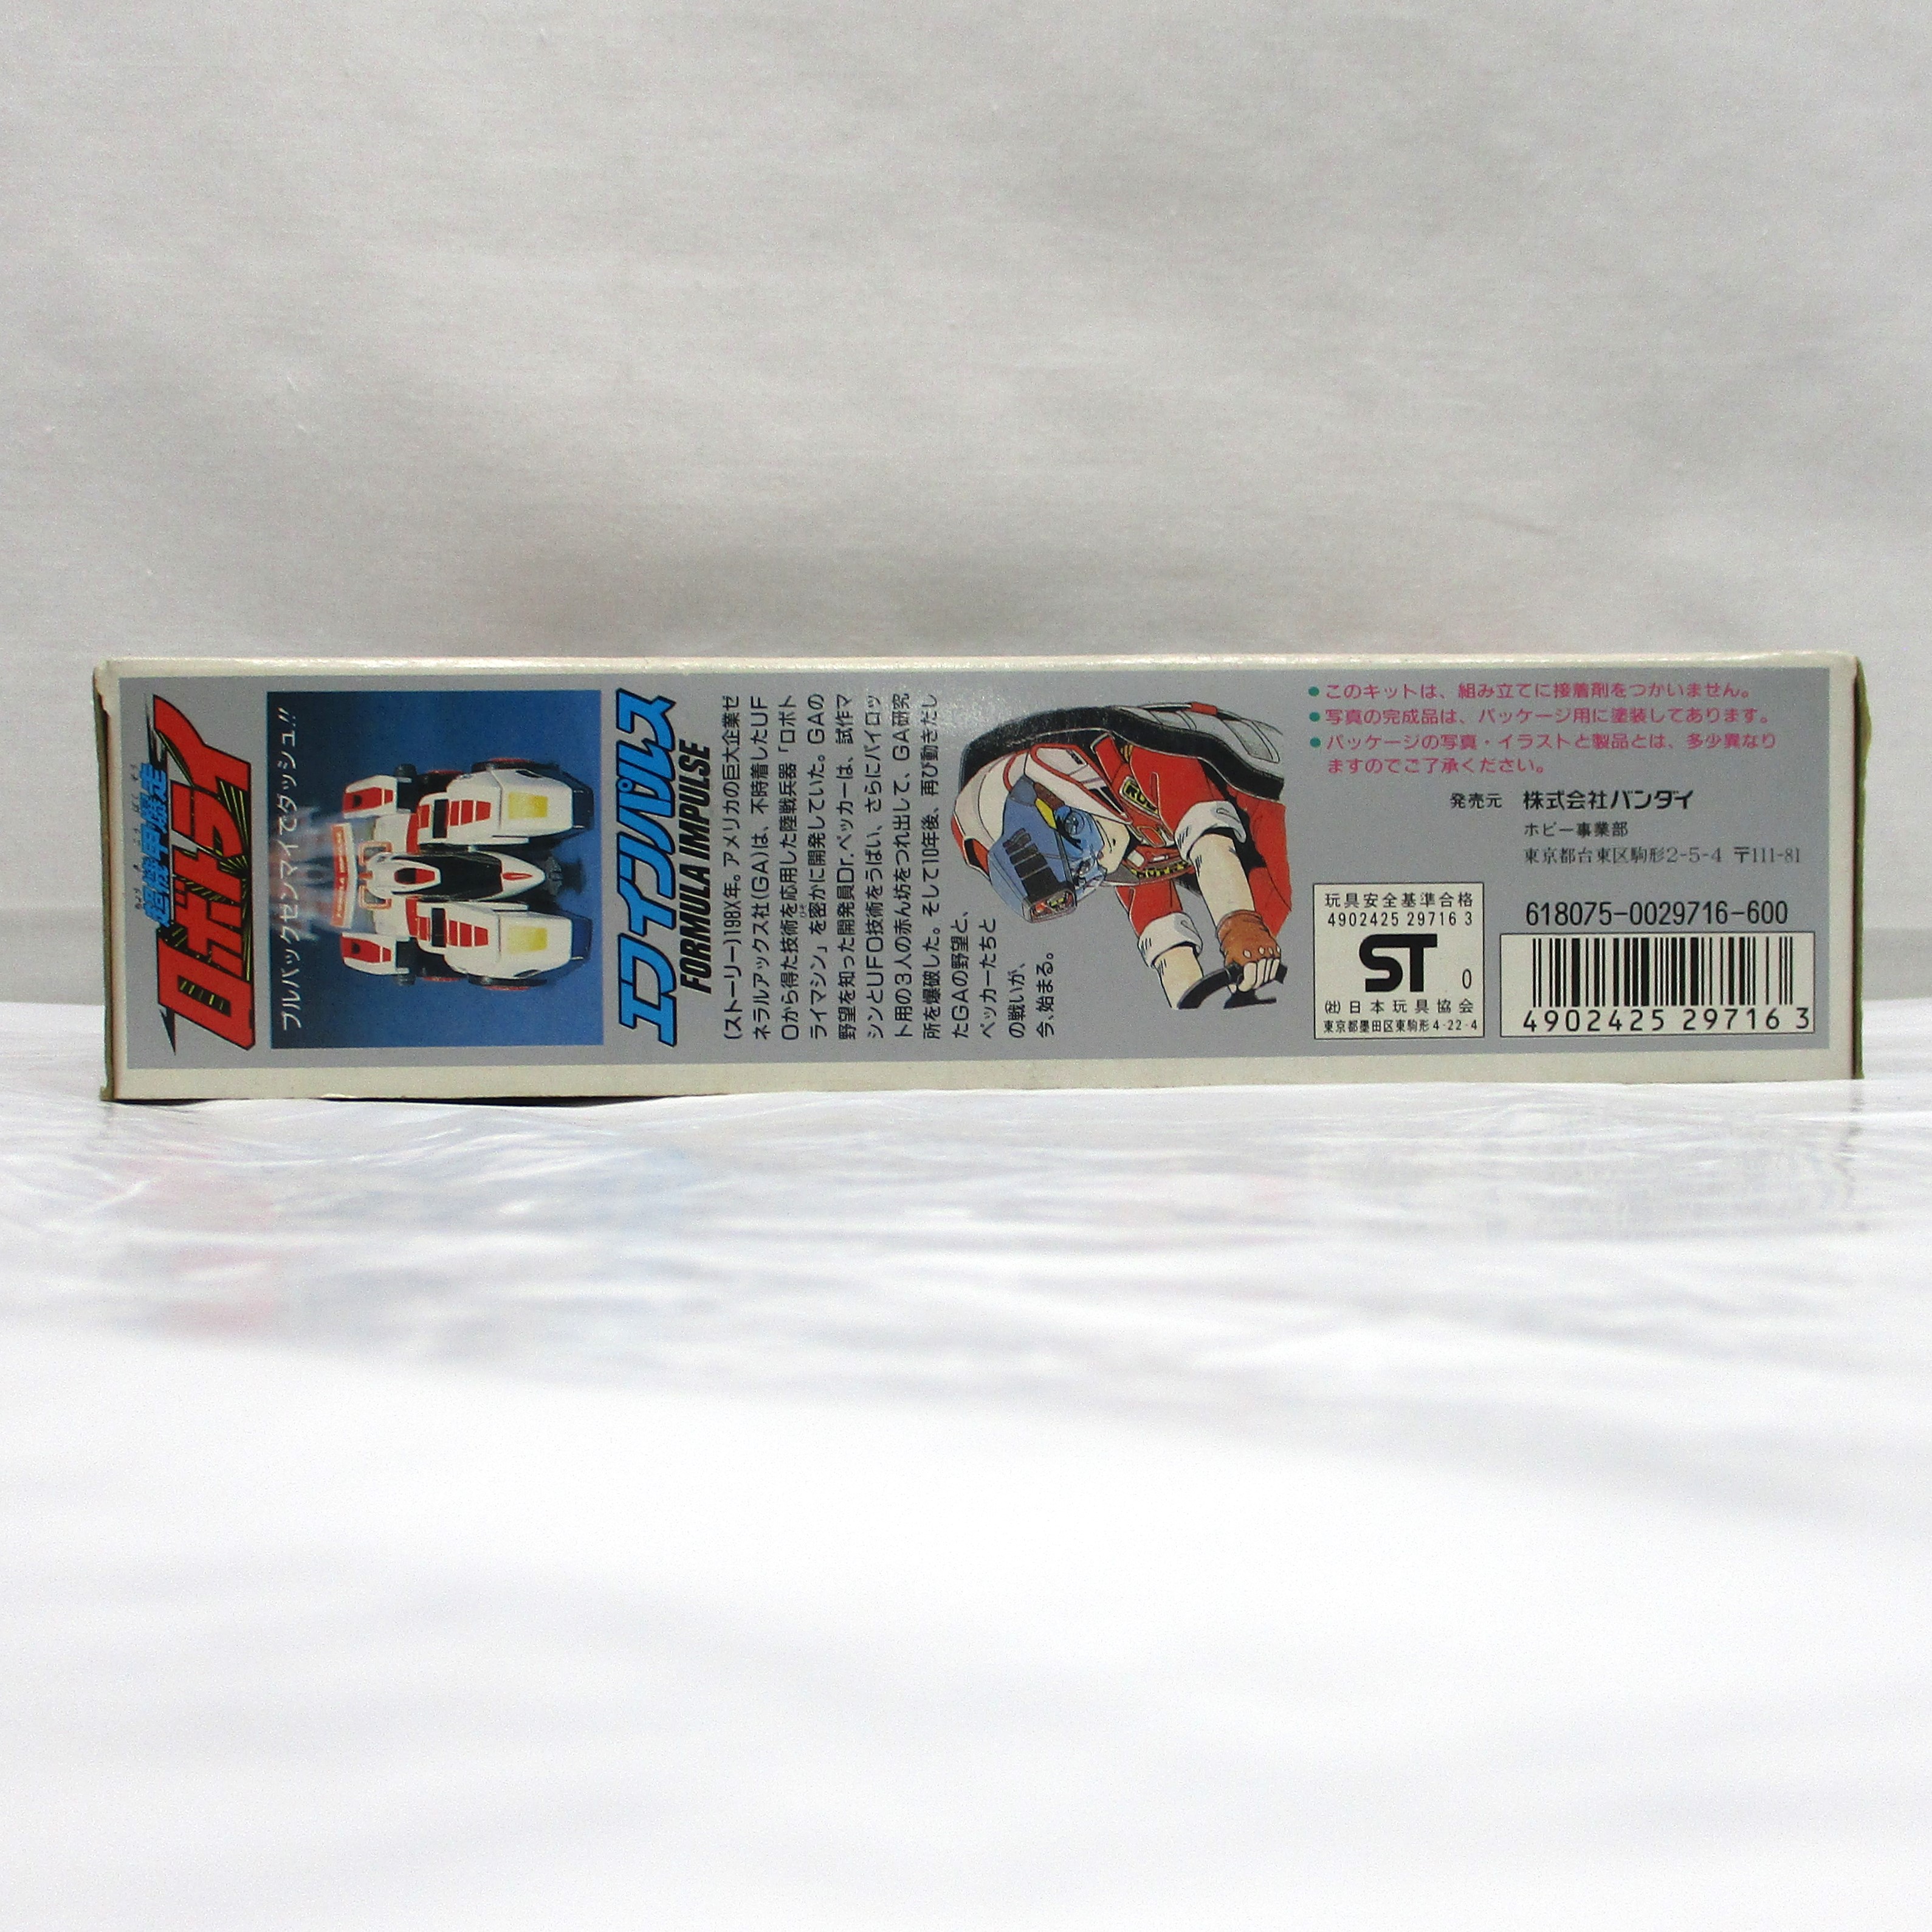 超機甲爆走
ロボトライ
プルバックゼンマイでダッシュ!!
エフインパルス
FORMULA IMPULSE
(ストーリー)198X年。アメリカの巨大企業ゼ
ネラルアックス社(GA)は、不時着したUF
Oから得た技術を応用した陸戦兵器「ロボト
ライマシン」を密かに開発していた。GAの
野望を知った開発員Dr.ベッカーは、試作マ
シンとUFO技術をうばい、さらにパイロッ
ト用の3人の赤ん坊をつれ出して、GA研究
所を爆破した。そして10年後、再び動きだし
たGAの野望と、
ベッカーたちと
の戦いが、
今、始まる。
●このキットは、組み立てに接着剤をつかいません。
●写真の完成品は、パッケージ用に塗装してあります。
●パッケージの写真・イラストと製品とは、多少異なり
ますのでご了承ください。
発売元 株式会社バンダイ
ホビー事業部
東京都台東区駒形2-5-4 〒111-81
玩具安全基準合格
4902425 29716 3
ST
0
(社)日本玩具協会
東京都墨田区東駒形4-22-4
618075-0029716-600
4902425 297163